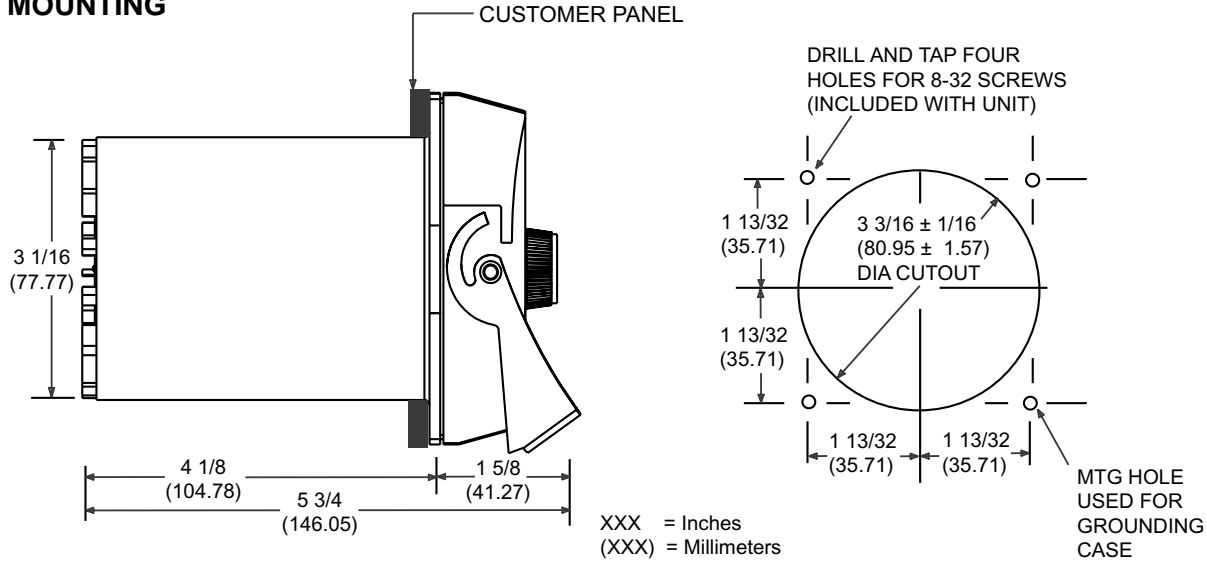 MOUNTING
CUSTOMER PANEL
3 1/16
(77.77)
4 1/8
(104.78)
1 5/8
(41.27)
5 3/4
(146.05)
DRILL AND TAP FOUR
HOLES FOR 8-32 SCREWS
(INCLUDED WITH UNIT)
1 13/32
(35.71)
3 3/16 ± 1/16
(80.95 ± 1.57)
DIA CUTOUT
1 13/32
(35.71)
1 13/32
(35.71)
1 13/32
(35.71)
MTG HOLE
USED FOR
GROUNDING
CASE
XXX = Inches
(XXX) = Millimeters